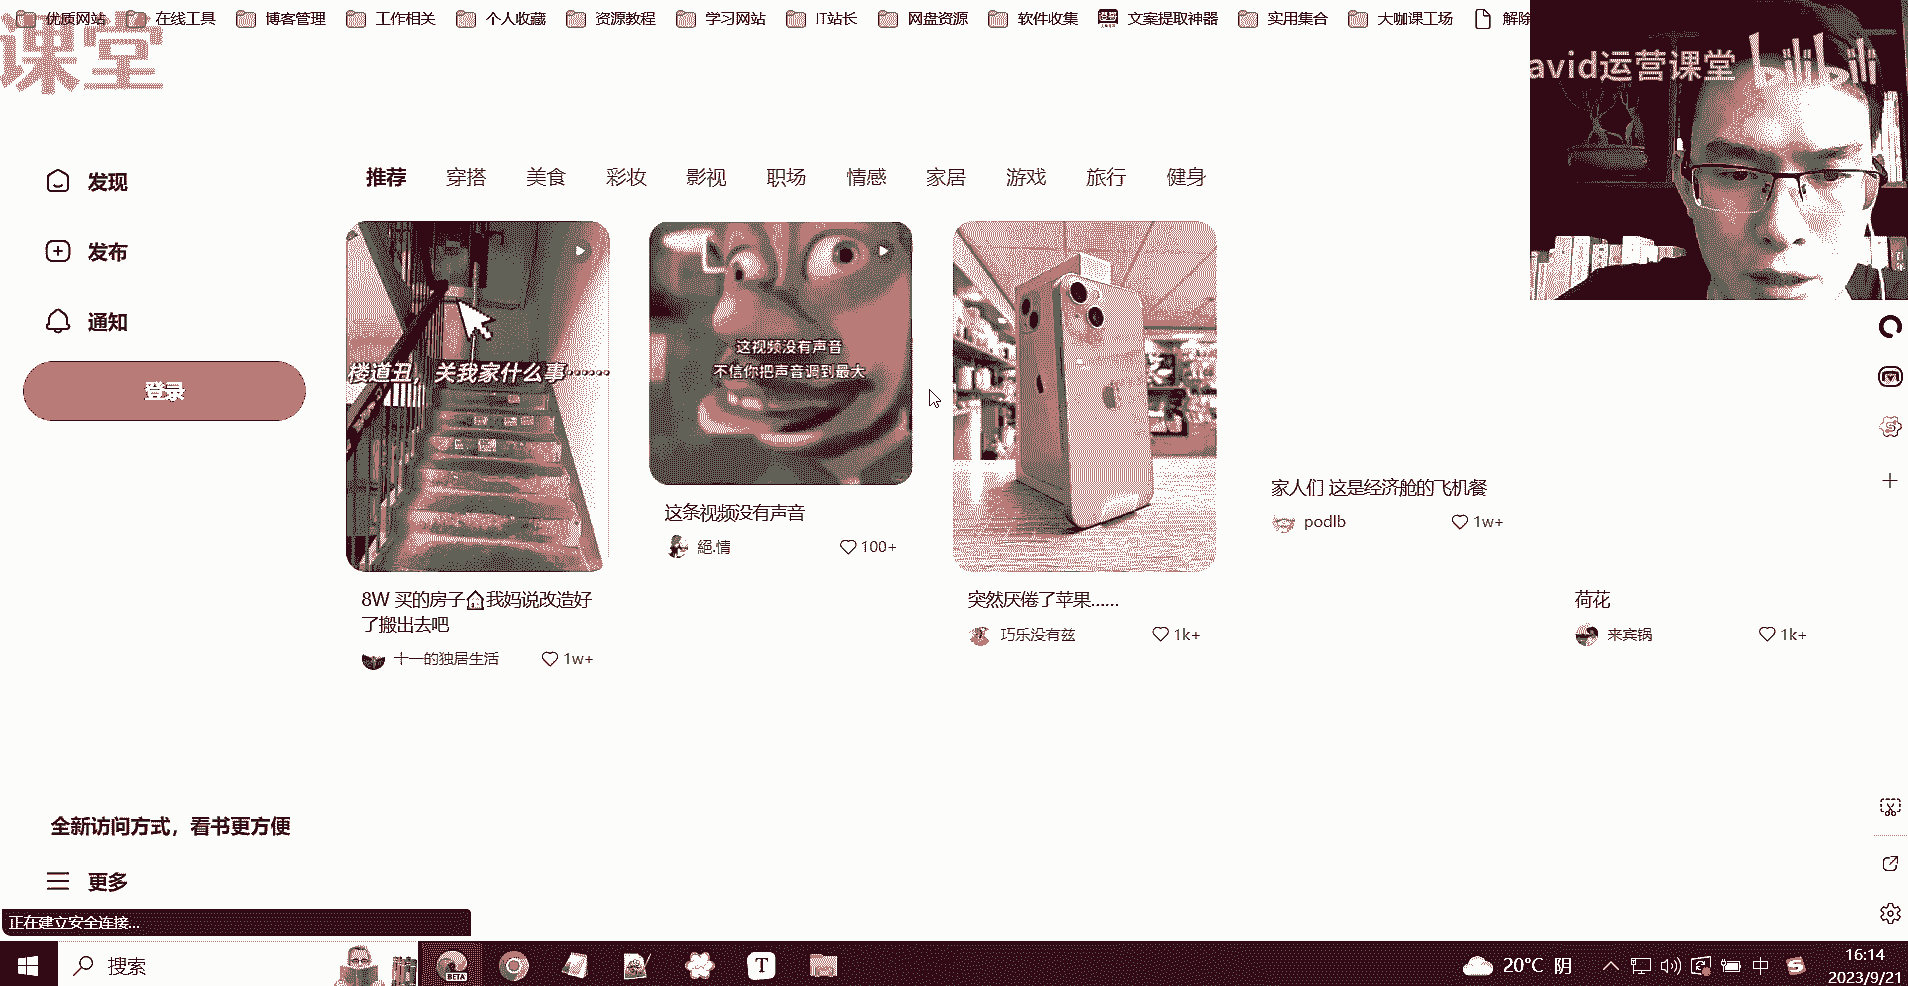 优质网站 在线工具 博客管理 工作相关 个人收藏 资源教程 学习网站 IT站长 网盘资源 软件收集 文案提取神器 实用集合 大咖课工场 解除
课堂
avid运营课堂 bilibili
推荐 穿搭 美食 彩妆 影视 职场 情感 家居 游戏 旅行 健身
发现
发布
通知
登录
楼道丑，关我家什么事……
这视频没有声音
不信你把声音调到最大
家人们 这是经济舱的飞机餐
podlb 1w+
这条视频没有声音
絕.情 100+
8W 买的房子🏠我妈说改造好
了搬出去吧
十一的独居生活 1w+
突然厌倦了苹果……
巧乐没有兹 1k+
荷花
来宾锅 1k+
全新访问方式，看书更方便
更多
正在建立安全连接...
搜索
BETA
T
20°C 阴
中
S
16:14
2023/9/21